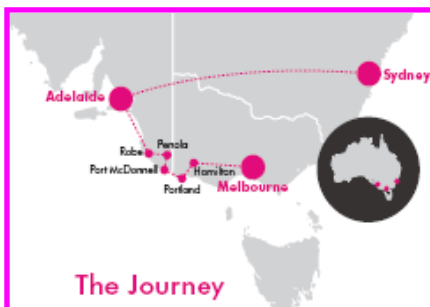 Sydney
Adelaide
Robe
Penola
Port McDonnell
Hamilton
Portland
Melbourne
The Journey